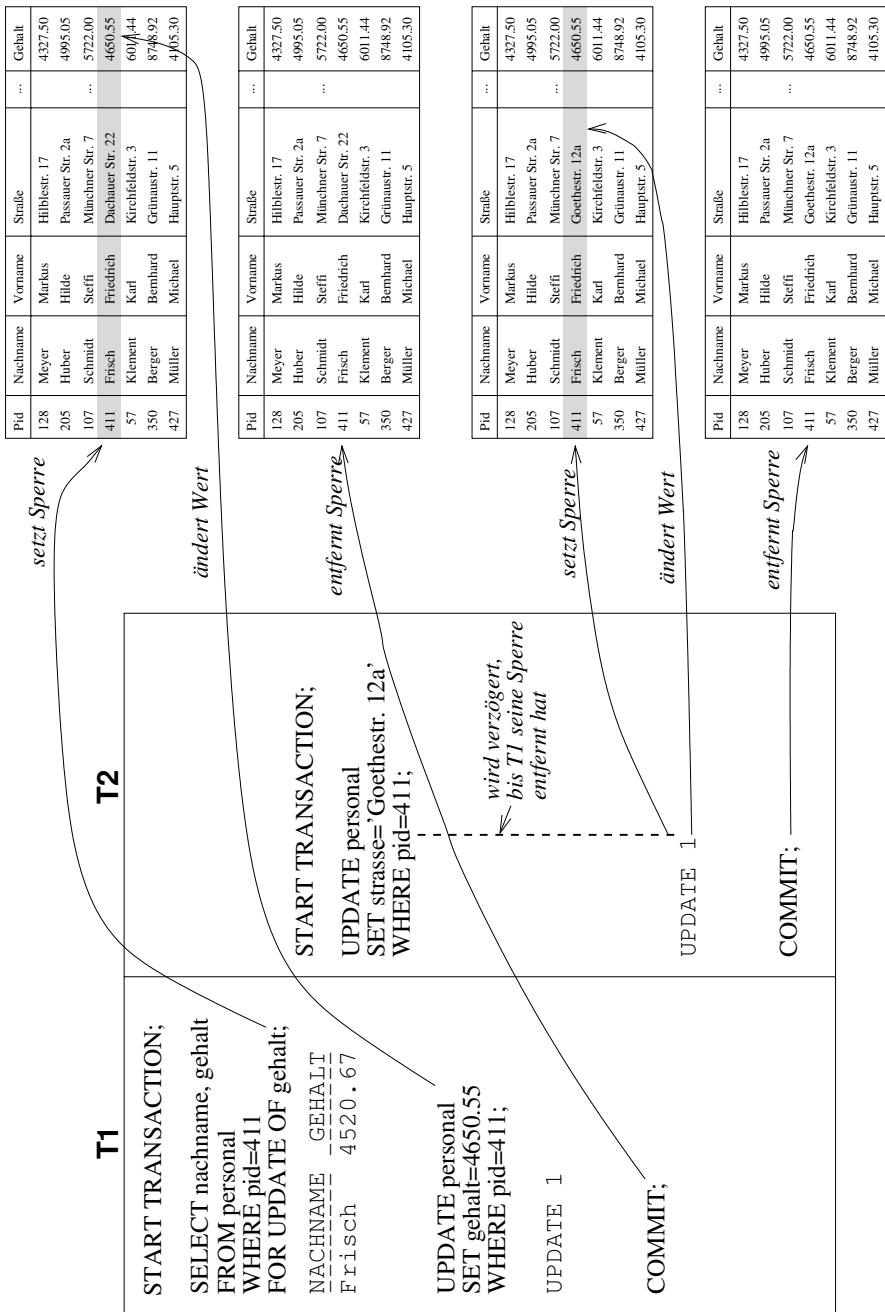 T1
START TRANSACTION;
SELECT nachname, gehalt
FROM personal
WHERE pid=411
FOR UPDATE OF gehalt;
NACHNAME GEHALT
-------- -------
Frisch 4520.67
UPDATE personal
SET gehalt=4650.55
WHERE pid=411;
UPDATE 1
COMMIT;
T2
START TRANSACTION;
UPDATE personal
SET strasse=’Goethestr. 12a’
WHERE pid=411;
wird verzögert,
bis T1 seine Sperre
entfernt hat
UPDATE 1
COMMIT;
setzt Sperre
ändert Wert
entfernt Sperre
setzt Sperre
ändert Wert
entfernt Sperre
Pid Nachname Vorname Straße ... Gehalt
128 Meyer Markus Hilblestr. 17 4327.50
205 Huber Hilde Passauer Str. 2a 4995.05
107 Schmidt Steffi Münchner Str. 7 ... 5722.00
411 Frisch Friedrich Dachauer Str. 22 4650.55
57 Klement Karl Kirchfeldstr. 3 6011.44
350 Berger Bernhard Grünaustr. 11 8748.92
427 Müller Michael Hauptstr. 5 4105.30
Pid Nachname Vorname Straße ... Gehalt
128 Meyer Markus Hilblestr. 17 4327.50
205 Huber Hilde Passauer Str. 2a 4995.05
107 Schmidt Steffi Münchner Str. 7 ... 5722.00
411 Frisch Friedrich Dachauer Str. 22 4650.55
57 Klement Karl Kirchfeldstr. 3 6011.44
350 Berger Bernhard Grünaustr. 11 8748.92
427 Müller Michael Hauptstr. 5 4105.30
Pid Nachname Vorname Straße ... Gehalt
128 Meyer Markus Hilblestr. 17 4327.50
205 Huber Hilde Passauer Str. 2a 4995.05
107 Schmidt Steffi Münchner Str. 7 ... 5722.00
411 Frisch Friedrich Goethestr. 12a 4650.55
57 Klement Karl Kirchfeldstr. 3 6011.44
350 Berger Bernhard Grünaustr. 11 8748.92
427 Müller Michael Hauptstr. 5 4105.30
Pid Nachname Vorname Straße ... Gehalt
128 Meyer Markus Hilblestr. 17 4327.50
205 Huber Hilde Passauer Str. 2a 4995.05
107 Schmidt Steffi Münchner Str. 7 ... 5722.00
411 Frisch Friedrich Goethestr. 12a 4650.55
57 Klement Karl Kirchfeldstr. 3 6011.44
350 Berger Bernhard Grünaustr. 11 8748.92
427 Müller Michael Hauptstr. 5 4105.30